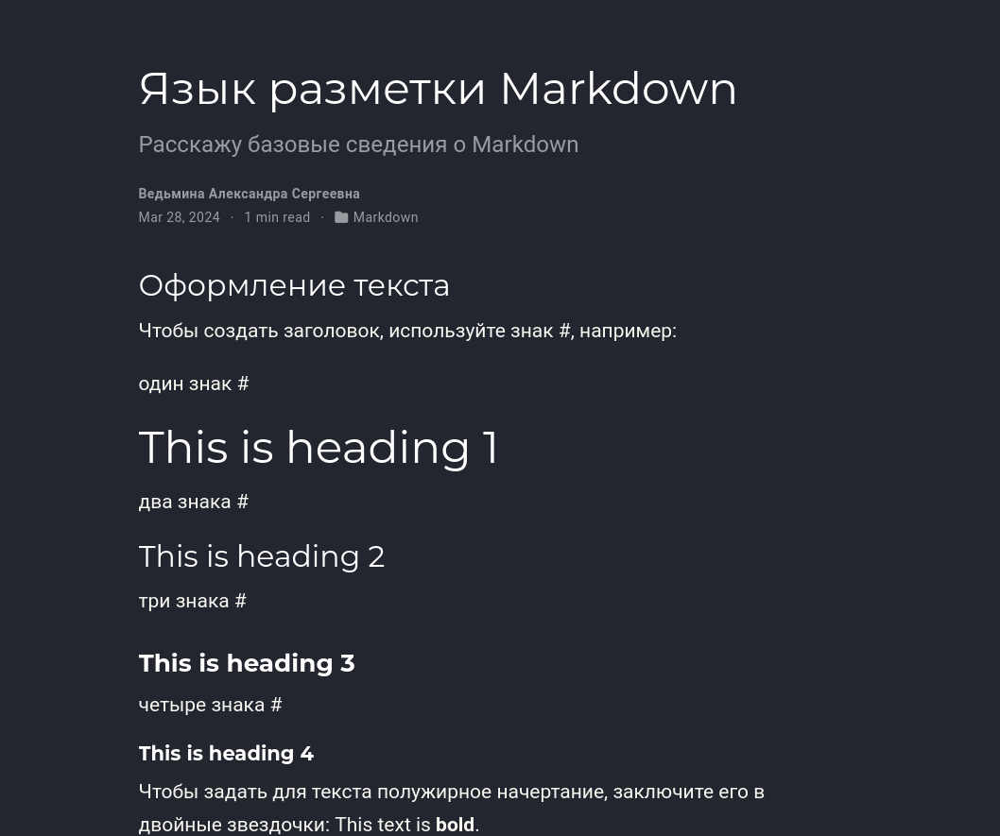 Язык разметки Markdown
Расскажу базовые сведения о Markdown
Ведьмина Александра Сергеевна
Mar 28, 2024 · 1 min read · Markdown
Оформление текста
Чтобы создать заголовок, используйте знак #, например:
один знак #
This is heading 1
два знака #
This is heading 2
три знака #
This is heading 3
четыре знака #
This is heading 4
Чтобы задать для текста полужирное начертание, заключите его в
двойные звездочки: This text is bold.